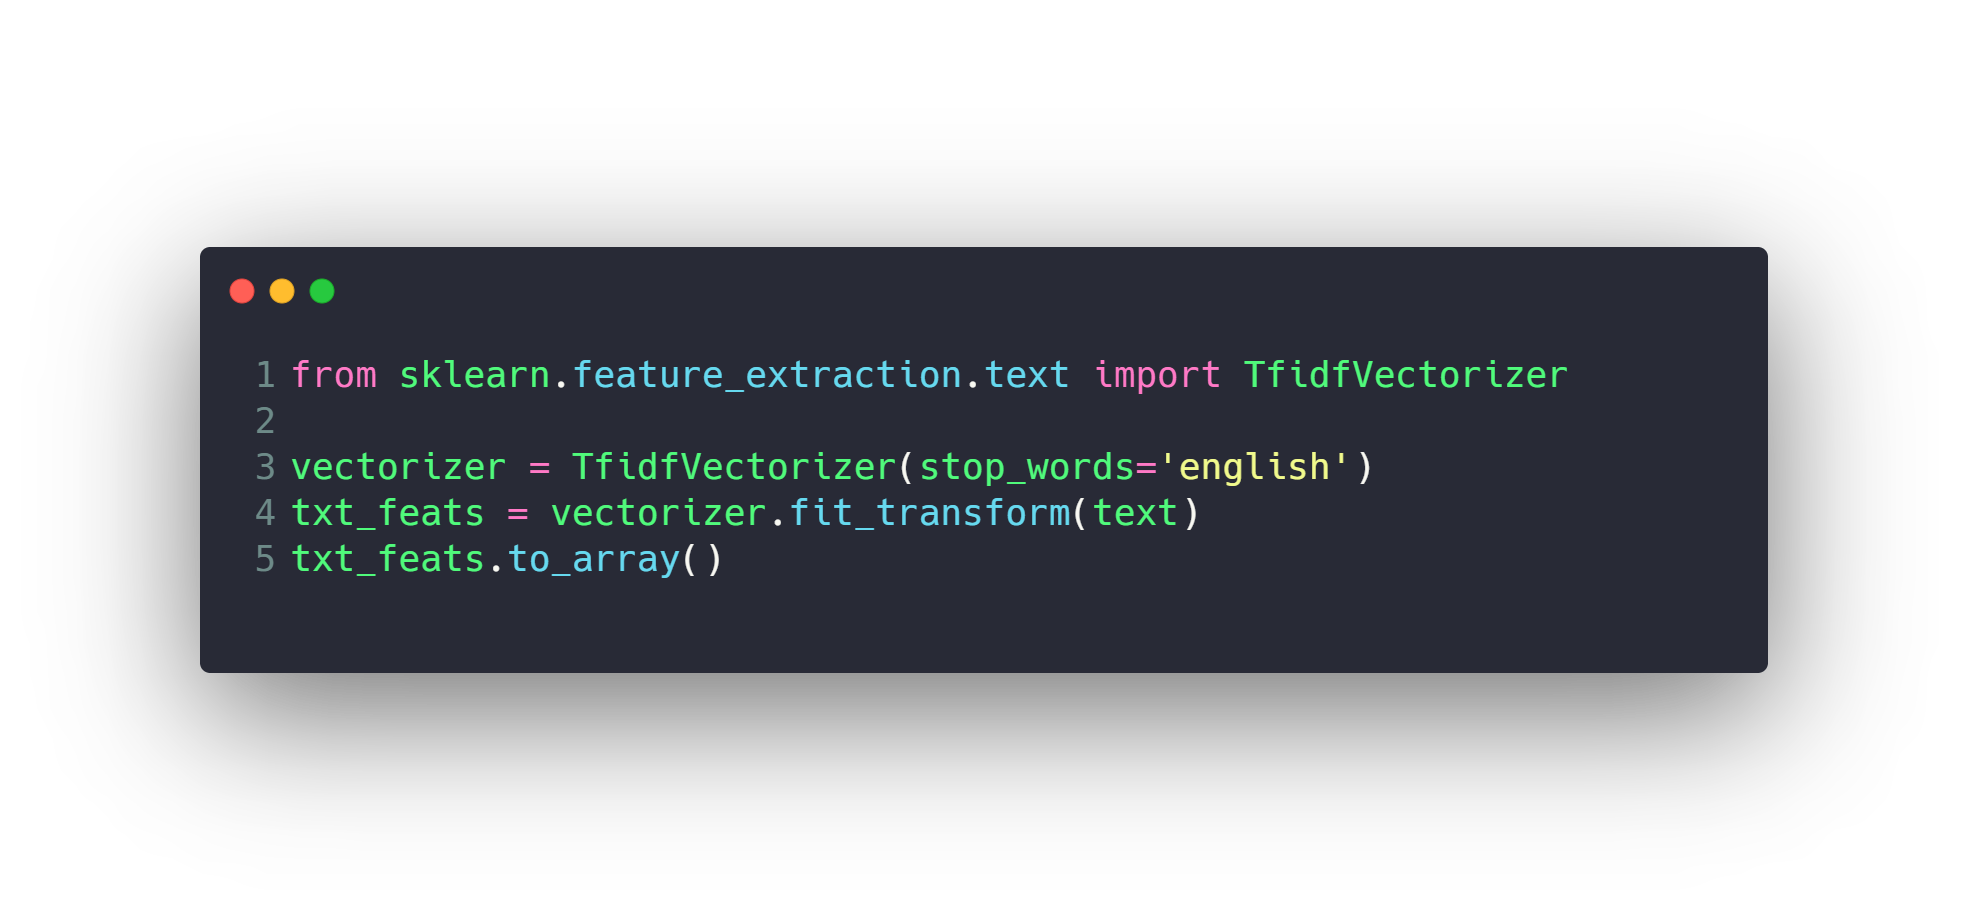 1 from sklearn.feature_extraction.text import TfidfVectorizer
2
3 vectorizer = TfidfVectorizer(stop_words='english')
4 txt_feats = vectorizer.fit_transform(text)
5 txt_feats.to_array()